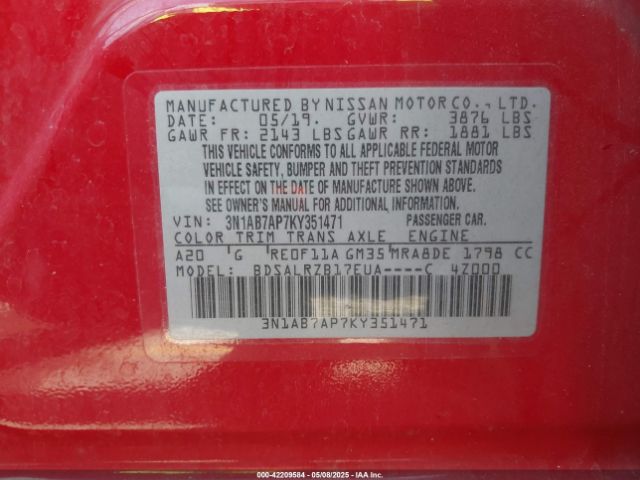 MANUFACTURED BY NISSAN MOTOR CO., LTD.
DATE: 05/19. GVWR: 3876 LBS
GAWR FR: 2143 LBS GAWR RR: 1881 LBS
THIS VEHICLE CONFORMS TO ALL APPLICABLE FEDERAL MOTOR
VEHICLE SAFETY, BUMPER AND THEFT PREVENTION STANDARDS
IN EFFECT ON THE DATE OF MANUFACTURE SHOWN ABOVE.
SEE OWNER'S MANUAL FOR ADDITIONAL INFORMATION.
VIN: 3N1AB7AP7KY351471 PASSENGER CAR.
COLOR TRIM TRANS AXLE ENGINE
A20 G RE0F11A GM35 MRA8DE 1798 CC
MODEL: BDSALRZB17EUA----C 4Z000
3N1AB7AP7KY351471
000-42209584 - 05/08/2025 - IAA, Inc.